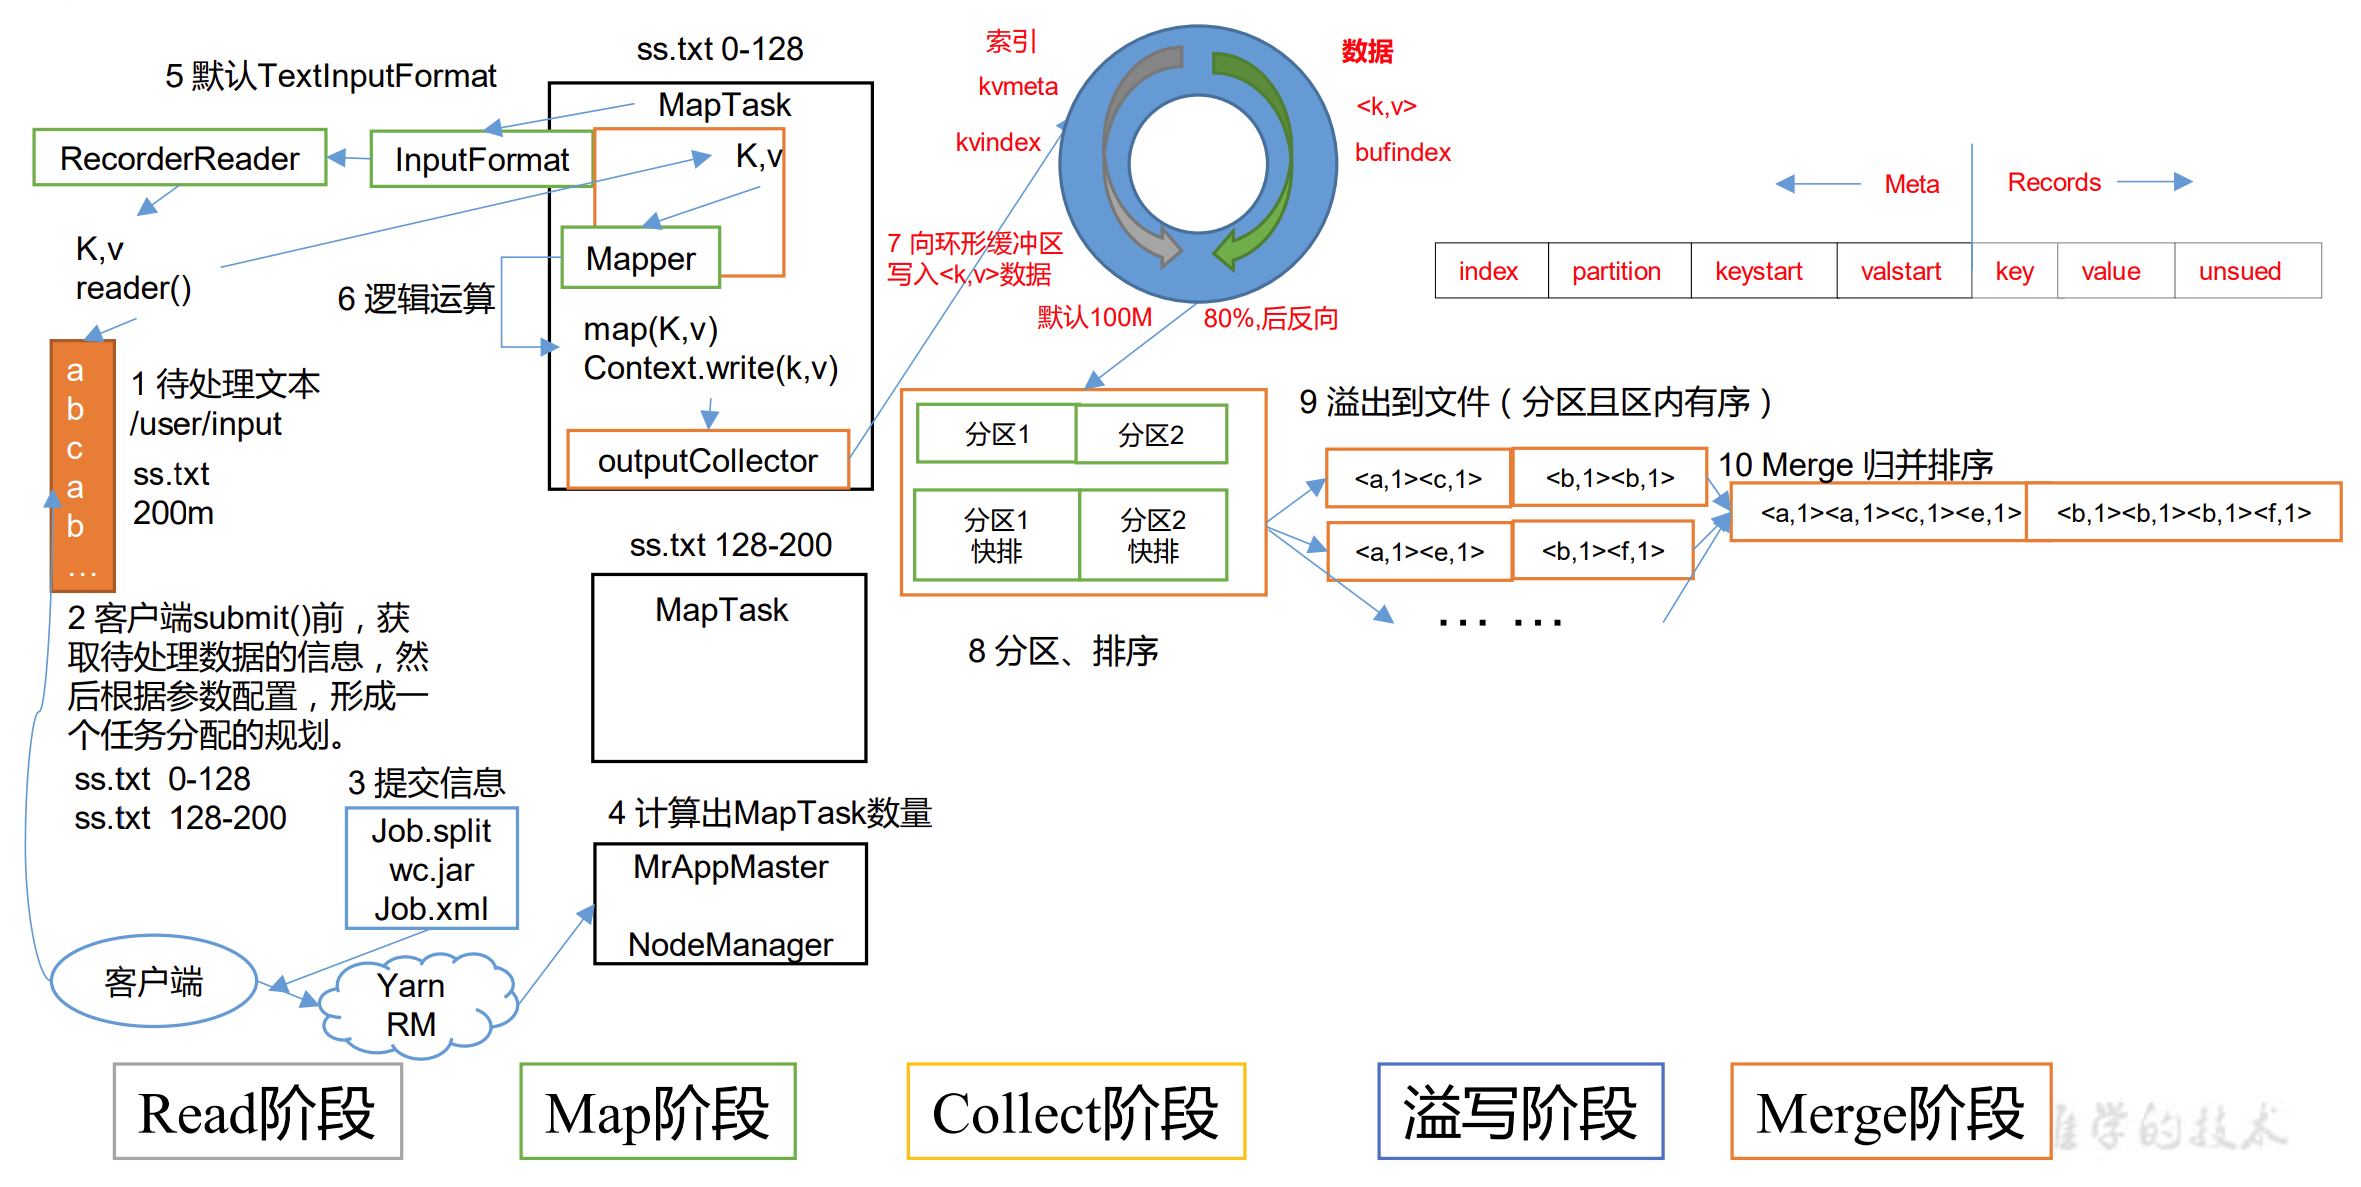 ss.txt 0-128
5 默认TextInputFormat
MapTask
RecorderReader
InputFormat
K,v
Mapper
K,v
reader()
6 逻辑运算
map(K,v)
Context.write(k,v)
outputCollector
a
b
c
a
b
...
1 待处理文本
/user/input
ss.txt
200m
2 客户端submit()前，获
取待处理数据的信息，然
后根据参数配置，形成一
个任务分配的规划。
ss.txt 0-128
ss.txt 128-200
3 提交信息
Job.split
wc.jar
Job.xml
客户端
Yarn
RM
ss.txt 128-200
MapTask
4 计算出MapTask数量
MrAppMaster
NodeManager
索引
kvmeta
kvindex
数据
<k,v>
bufindex
7 向环形缓冲区
写入<k,v>数据
默认100M
80%,后反向
Meta
Records
index
partition
keystart
valstart
key
value
unsued
分区1
分区2
分区1
快排
分区2
快排
8 分区、排序
9 溢出到文件（分区且区内有序）
<a,1><c,1>
<b,1><b,1>
<a,1><e,1>
<b,1><f,1>
... ...
10 Merge 归并排序
<a,1><a,1><c,1><e,1>
<b,1><b,1><b,1><f,1>
Read阶段
Map阶段
Collect阶段
溢写阶段
Merge阶段
学的技术